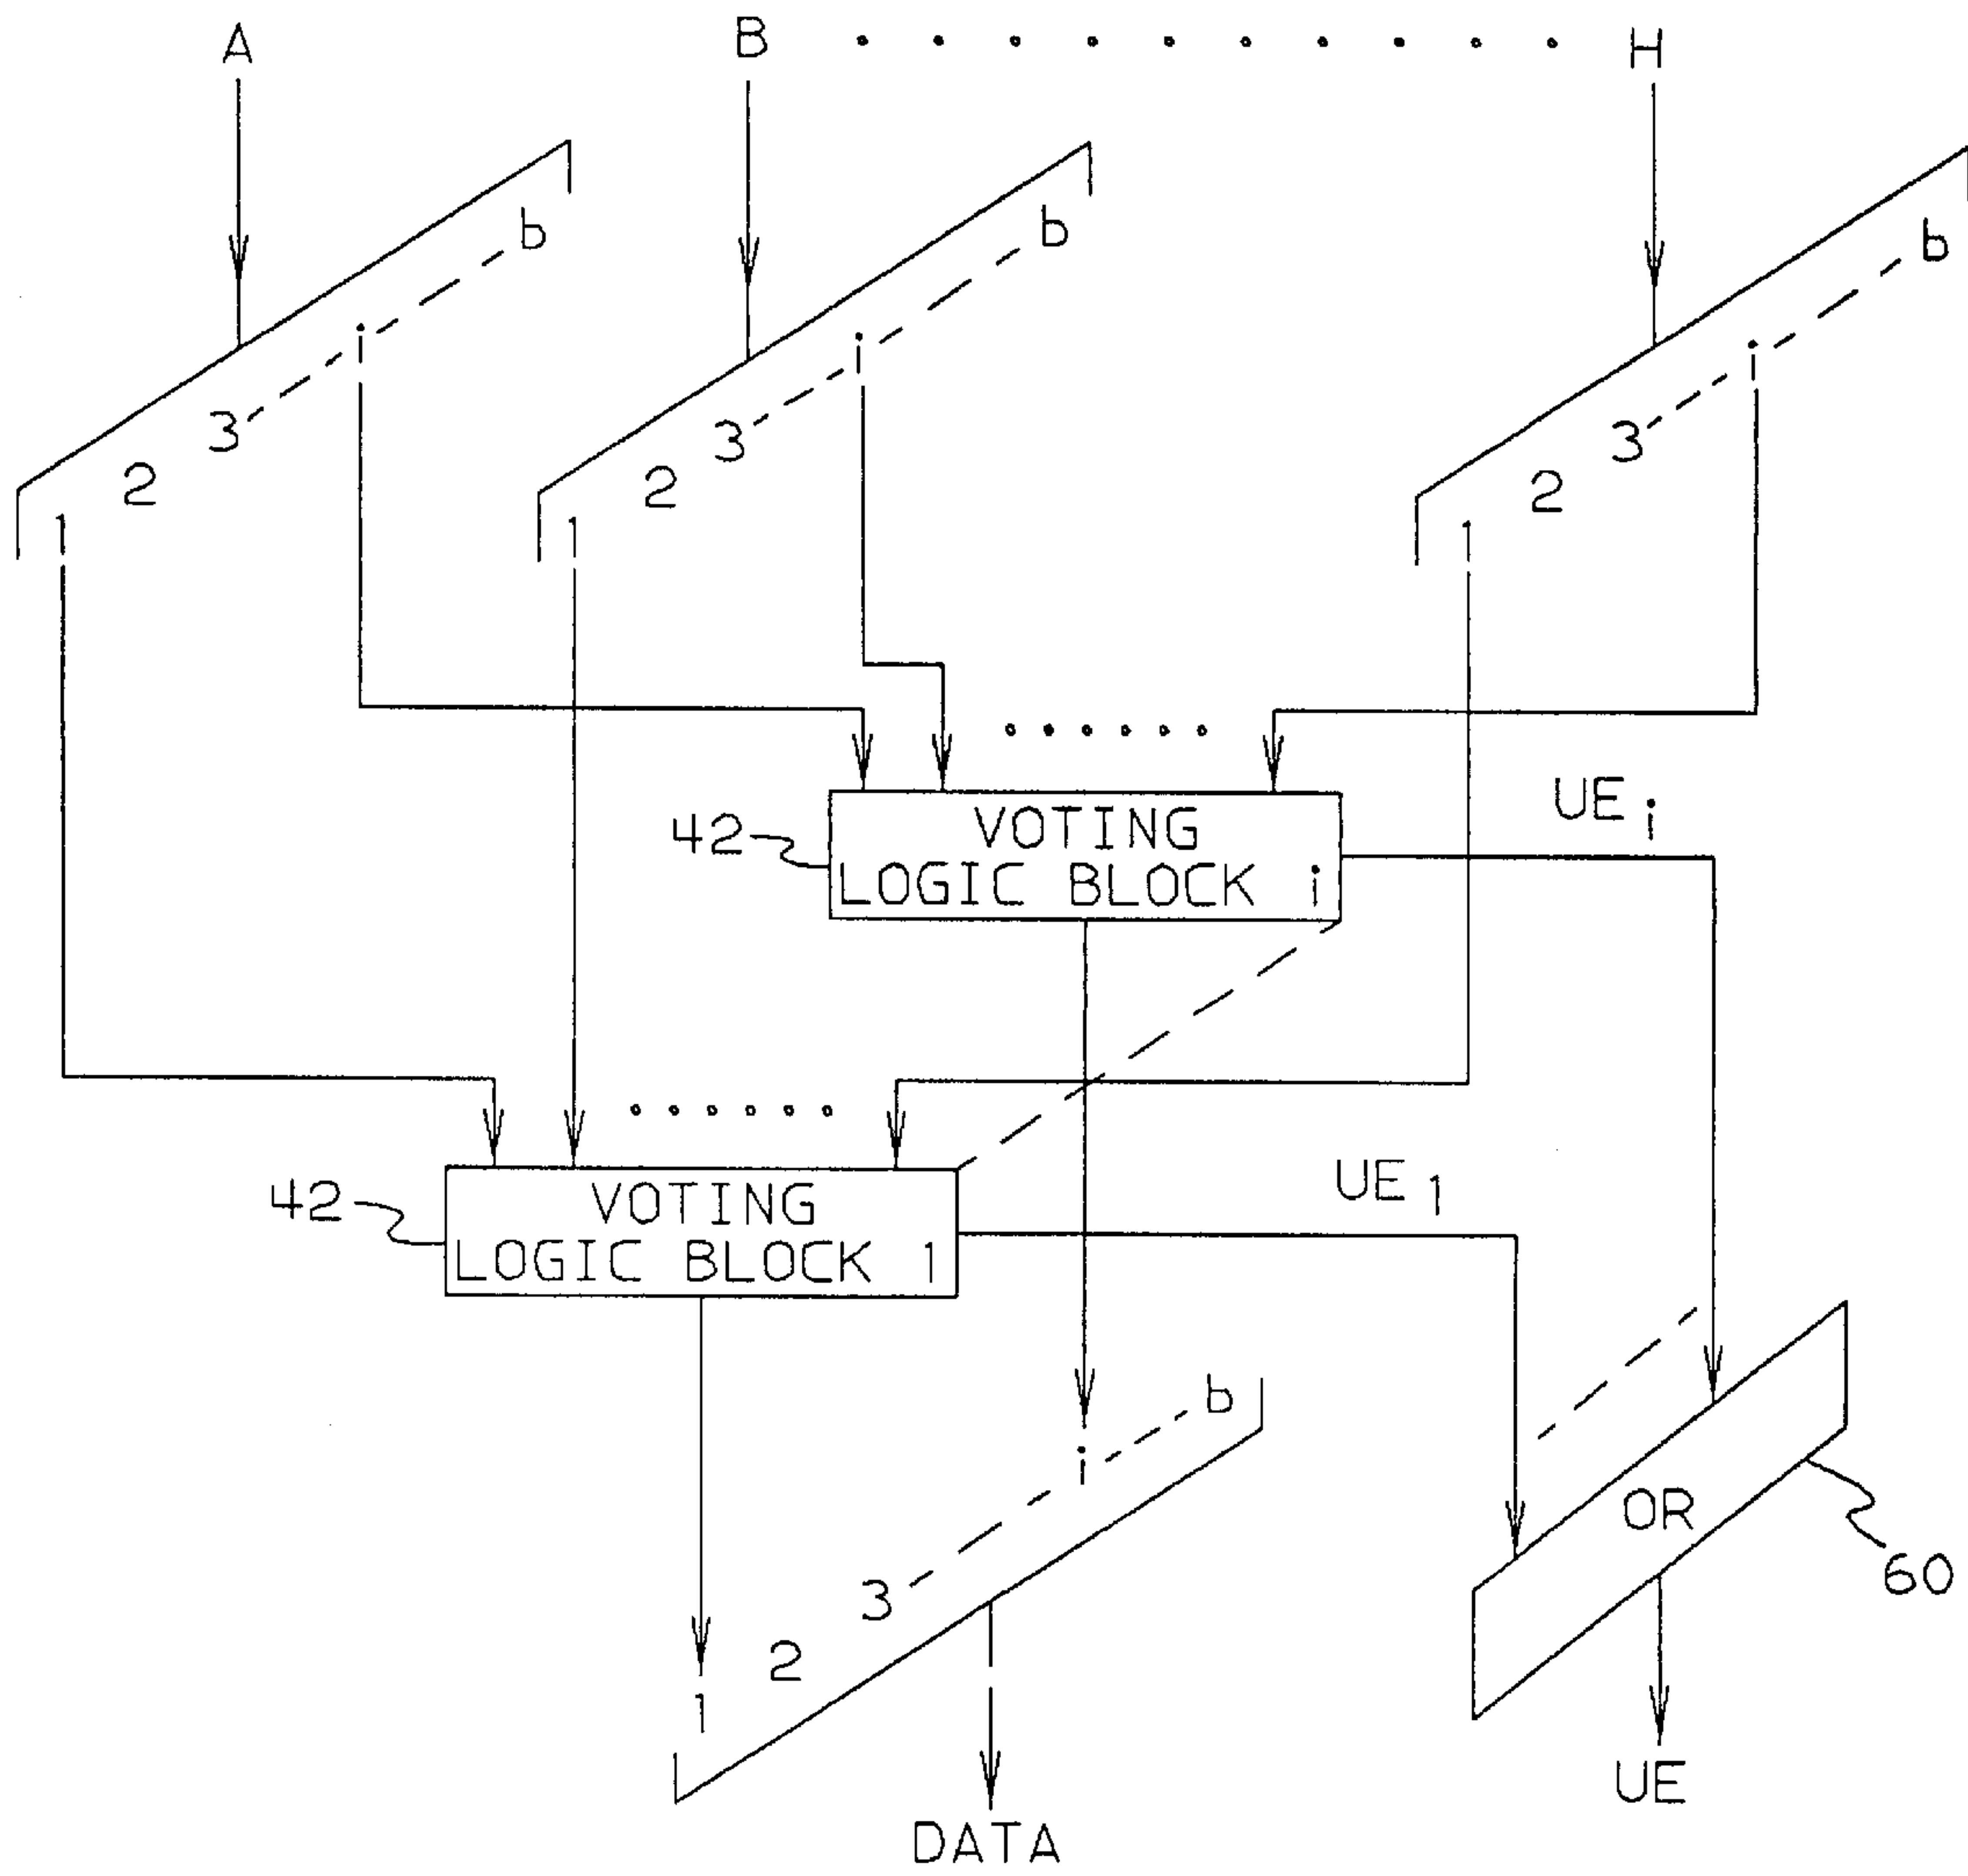 A B H
b b b
i i i
3 3 3
2 2 2
1 1 1
UE i
42 VOTING
LOGIC BLOCK i
UE 1
42 VOTING
LOGIC BLOCK 1
b
i
OR
3
60
2
1
UE
DATA